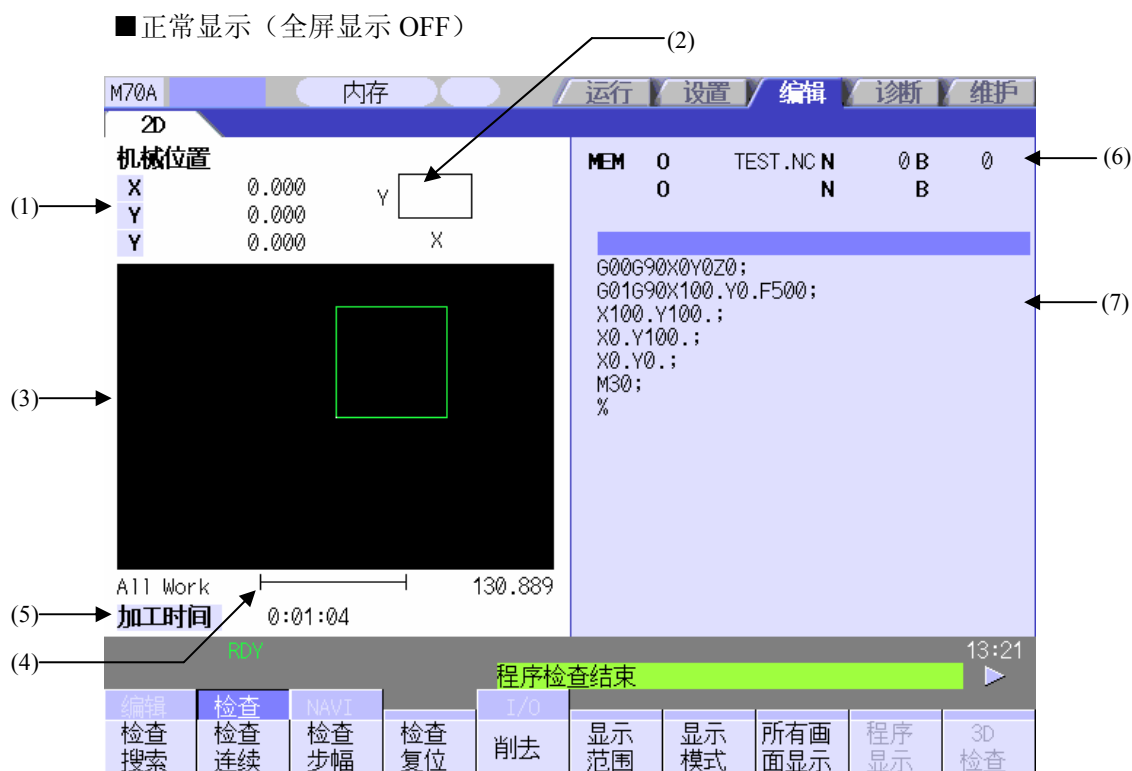 ■正常显示（全屏显示 OFF）
(2)
M70A 内存 运行 设置 编辑 诊断 维护
2D
机械位置
X 0.000
Y 0.000
Y 0.000
Y
X
(1)
MEM O TEST.NC N 0 B 0
O N B
(6)
G00G90X0Y0Z0;
G01G90X100.Y0.F500;
X100.Y100.;
X0.Y100.;
X0.Y0.;
M30;
%
(7)
(3)
All Work 130.889
(5)
加工时间 0:01:04
(4)
RDY 13:21
程序检查结束
编辑 检查 NAVI I/O
检查搜索 检查连续 检查步幅 检查复位 削去 显示范围 显示模式 所有画面显示 程序显示 3D检查